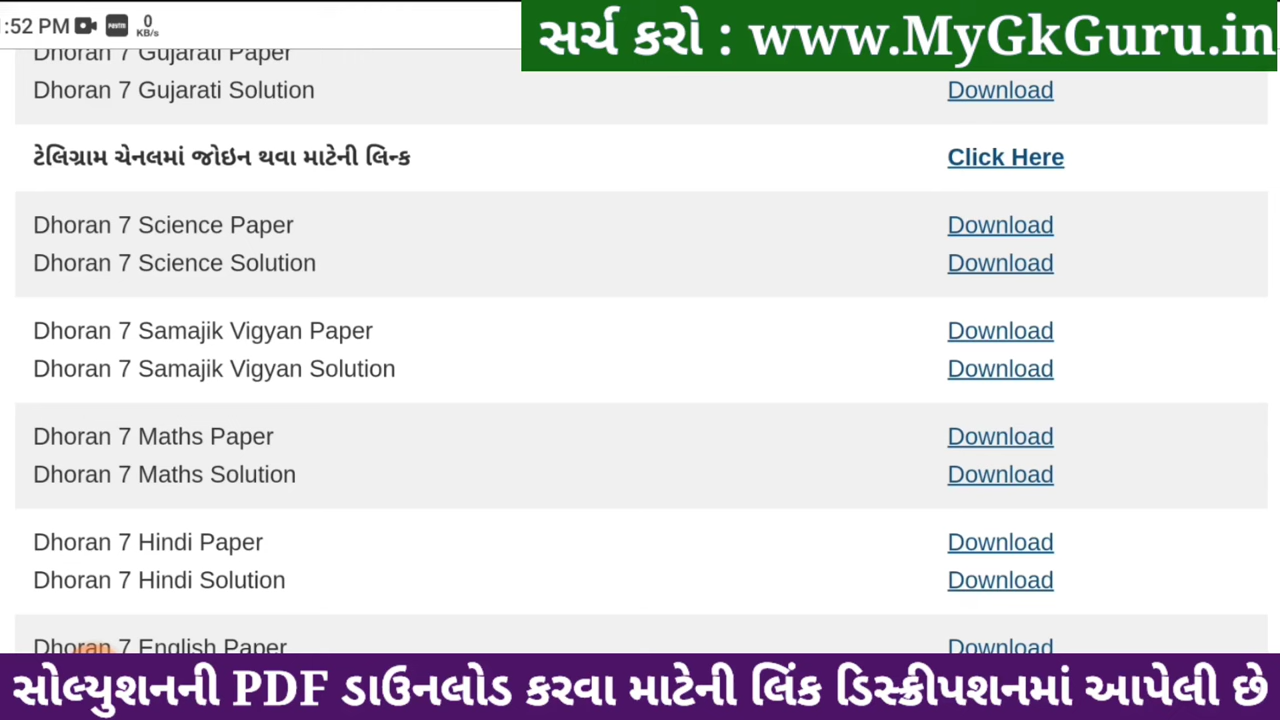 :52 PM
Paytm
0
KB/s
સર્ચ કરો : www.MyGkGuru.in
Dhoran 7 Gujarati Paper
Dhoran 7 Gujarati Solution Download
ટેલિગ્રામ ચેનલમાં જોઇન થવા માટેની લિન્ક Click Here
Dhoran 7 Science Paper Download
Dhoran 7 Science Solution Download
Dhoran 7 Samajik Vigyan Paper Download
Dhoran 7 Samajik Vigyan Solution Download
Dhoran 7 Maths Paper Download
Dhoran 7 Maths Solution Download
Dhoran 7 Hindi Paper Download
Dhoran 7 Hindi Solution Download
Dhoran 7 English Paper Download
સોલ્યુશનની PDF ડાઉનલોડ કરવા માટેની લિંક ડિસ્ક્રીપશનમાં આપેલી છે